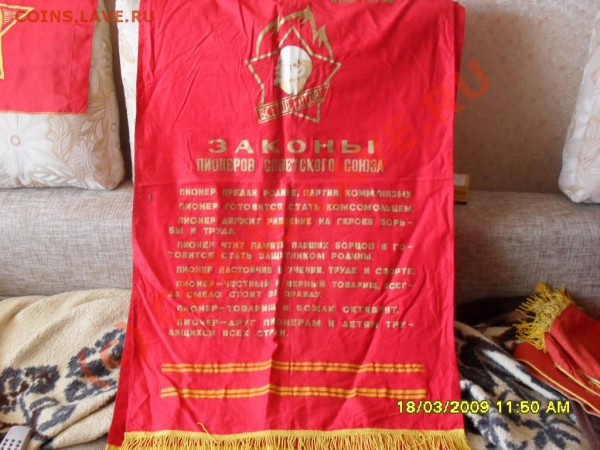 COINS.LAVE.RU
ВСЕГДА ГОТОВ!
ЗАКОНЫ
ПИОНЕРОВ СОВЕТСКОГО СОЮЗА
ПИОНЕР ПРЕДАН РОДИНЕ, ПАРТИИ, КОММУНИЗМУ
ПИОНЕР ГОТОВИТСЯ СТАТЬ КОМСОМОЛЬЦЕМ.
ПИОНЕР ДЕРЖИТ РАВНЕНИЕ НА ГЕРОЕВ БОРЬ-
БЫ И ТРУДА.
ПИОНЕР ЧТИТ ПАМЯТЬ ПАВШИХ БОРЦОВ И ГО-
ТОВИТСЯ СТАТЬ ЗАЩИТНИКОМ РОДИНЫ.
ПИОНЕР НАСТОЙЧИВ В УЧЕНИИ, ТРУДЕ И СПОРТЕ.
ПИОНЕР-ЧЕСТНЫЙ И ВЕРНЫЙ ТОВАРИЩ, ВСЕГ-
ДА СМЕЛО СТОИТ ЗА ПРАВДУ.
ПИОНЕР-ТОВАРИЩ И ВОЖАК ОКТЯБРЯТ.
ПИОНЕР-ДРУГ ПИОНЕРАМ И ДЕТЯМ ТРУ-
ДЯЩИХСЯ ВСЕХ СТРАН.
18/03/2009 11:50 AM